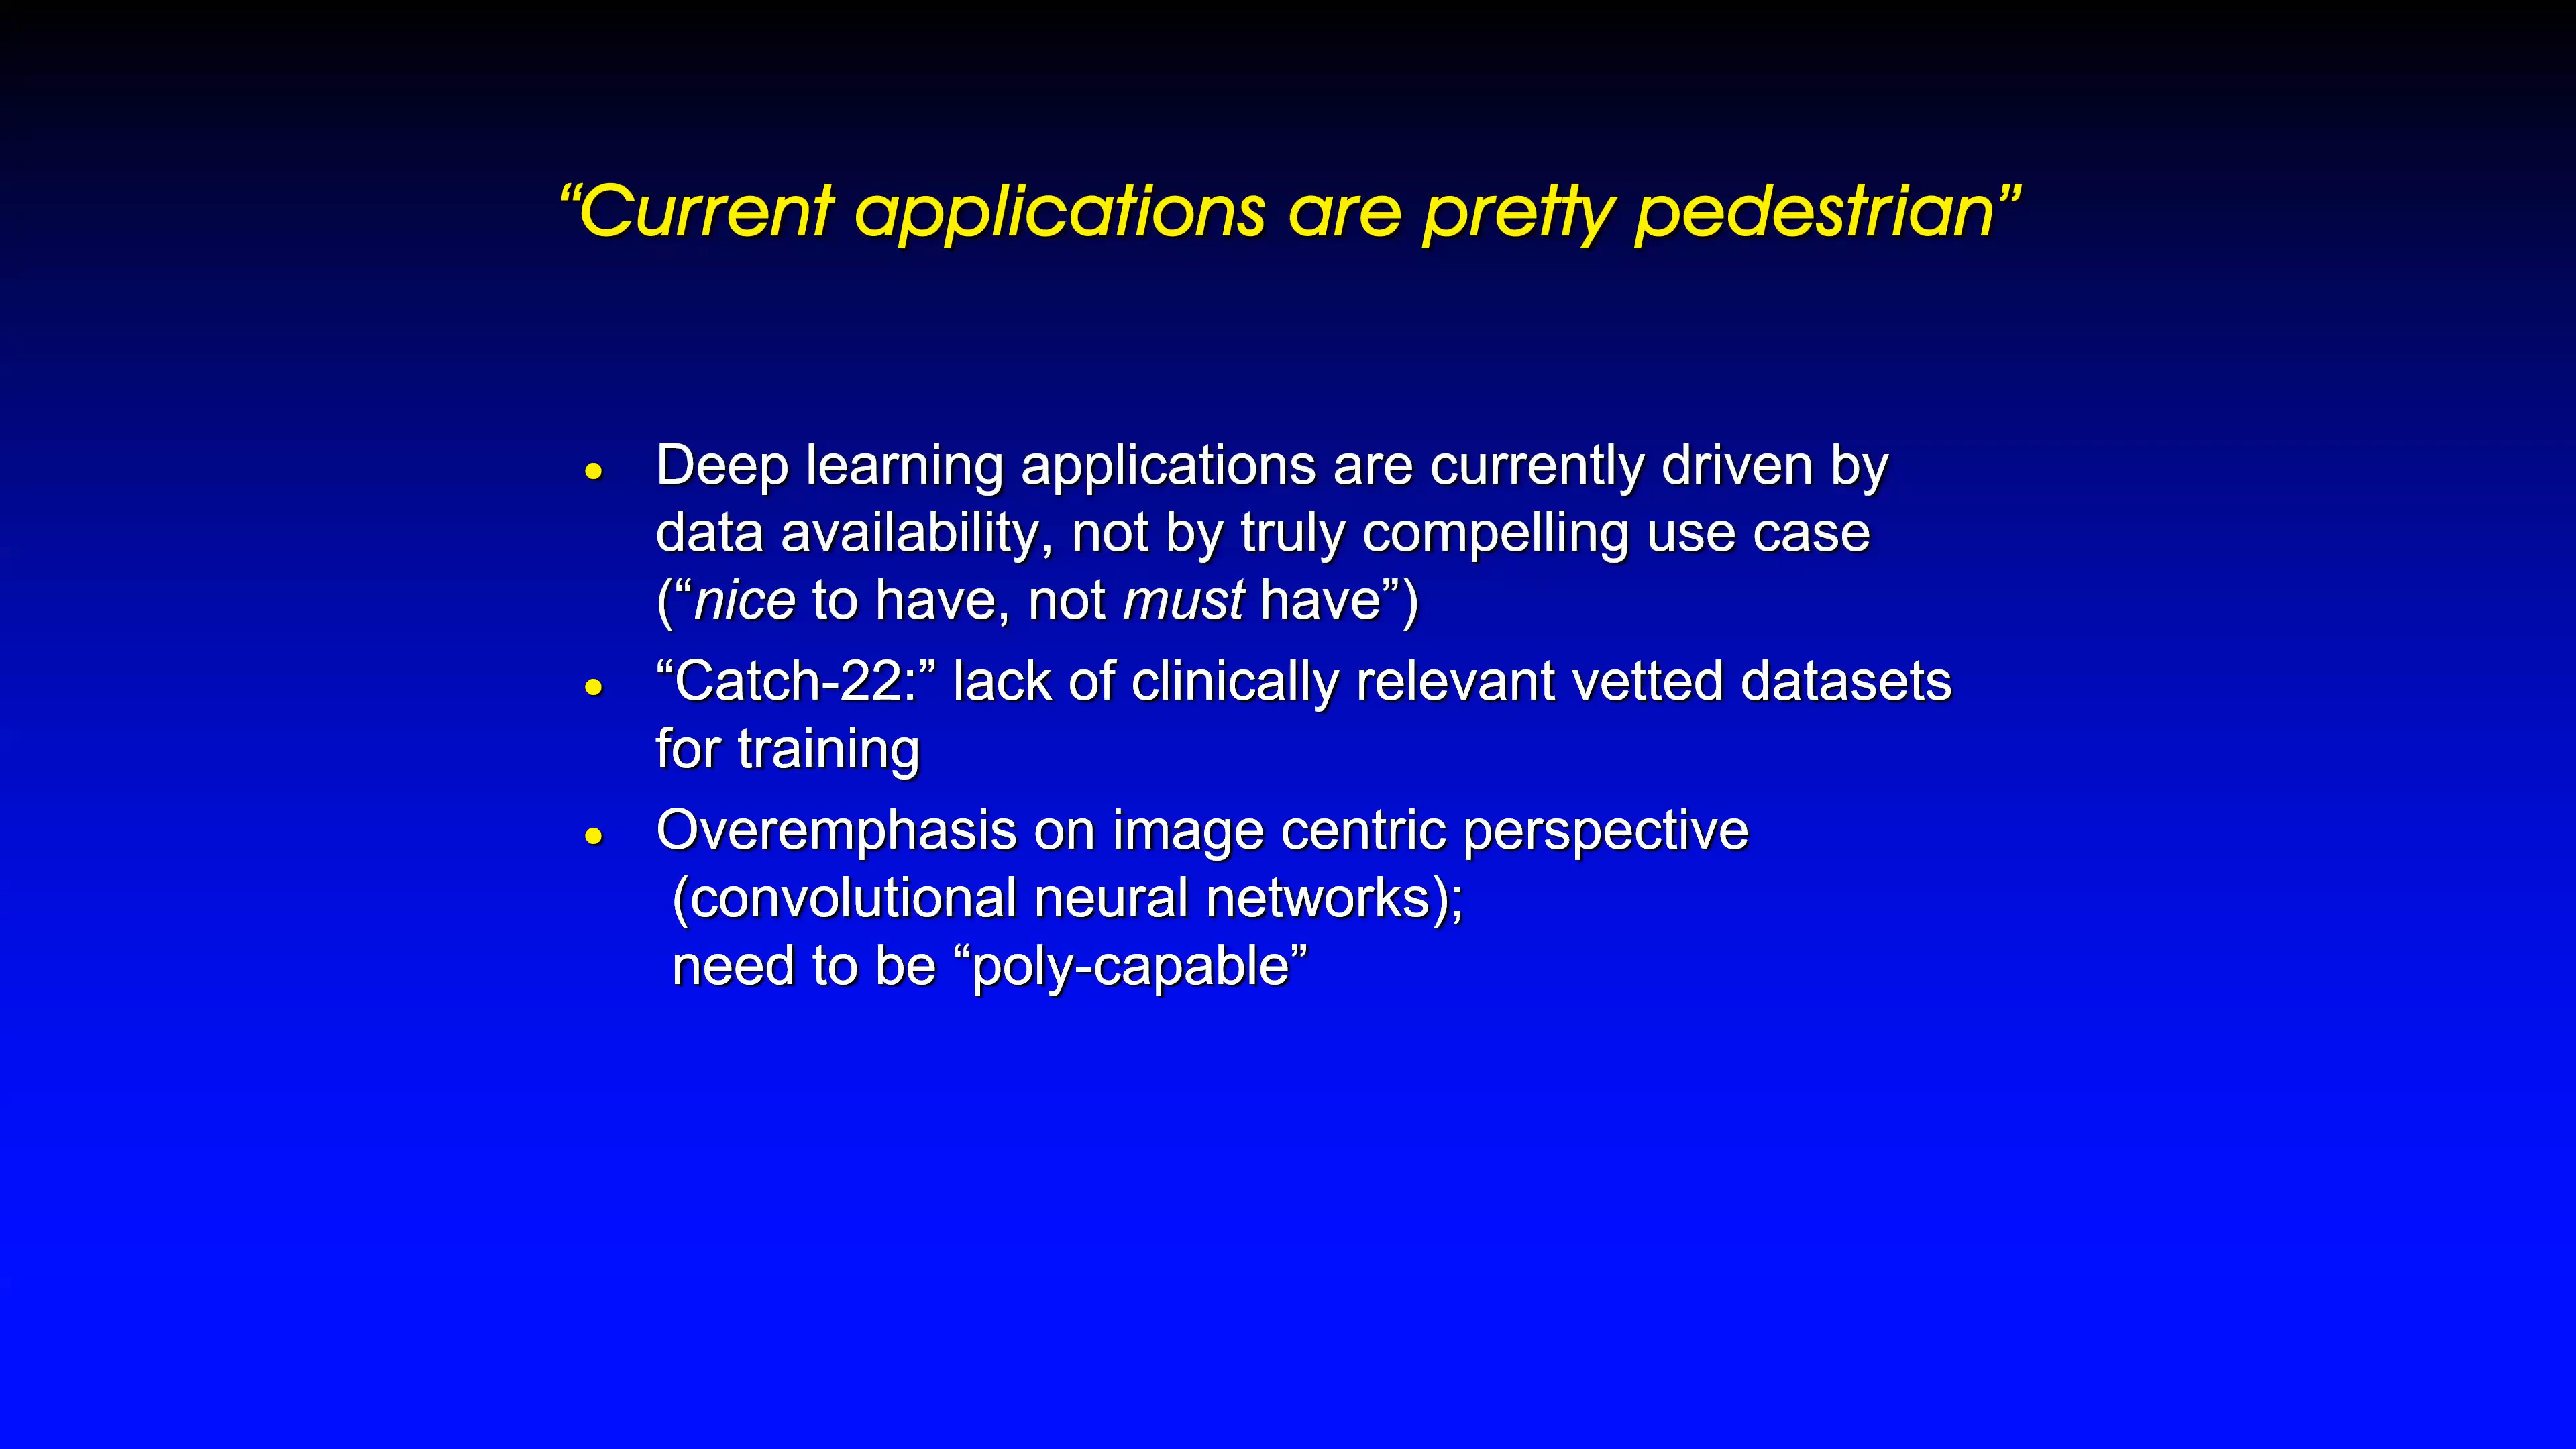 “Current applications are pretty pedestrian”
• Deep learning applications are currently driven by
data availability, not by truly compelling use case
(“nice to have, not must have”)
• “Catch-22:” lack of clinically relevant vetted datasets
for training
• Overemphasis on image centric perspective
(convolutional neural networks);
need to be “poly-capable”